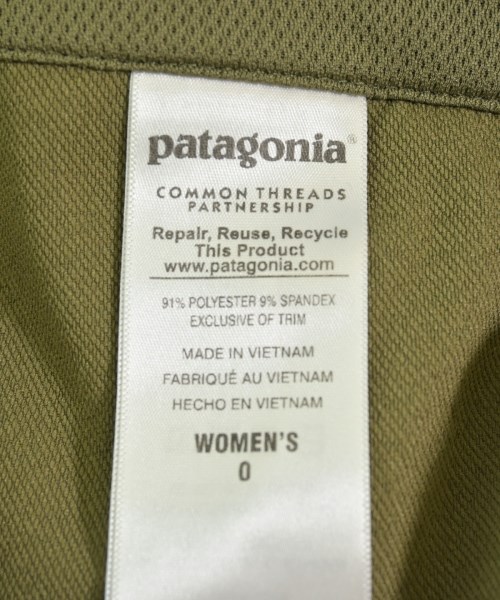 patagonia®
COMMON THREADS
PARTNERSHIP
Repair, Reuse, Recycle
This Product
www.patagonia.com
91% POLYESTER 9% SPANDEX
EXCLUSIVE OF TRIM
MADE IN VIETNAM
FABRIQUÉ AU VIETNAM
HECHO EN VIETNAM
WOMEN'S
0